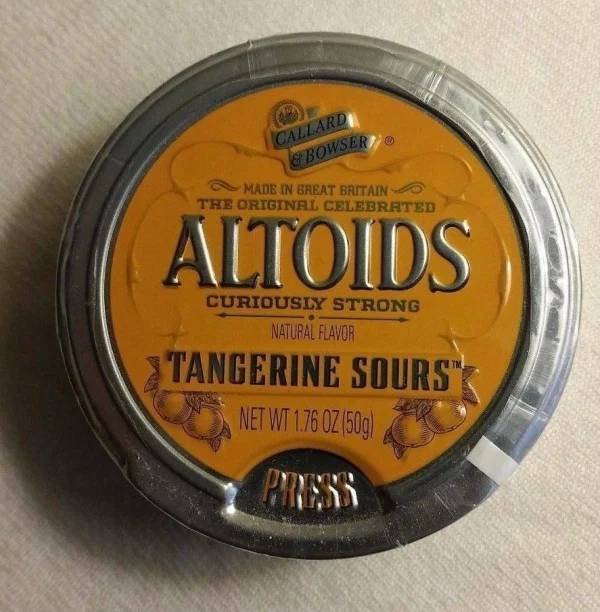 CALLARD
& BOWSER®
MADE IN GREAT BRITAIN
THE ORIGINAL CELEBRATED
ALTOIDS
CURIOUSLY STRONG
NATURAL FLAVOR
TANGERINE SOURS™
NET WT 1.76 OZ (50g)
PRESS